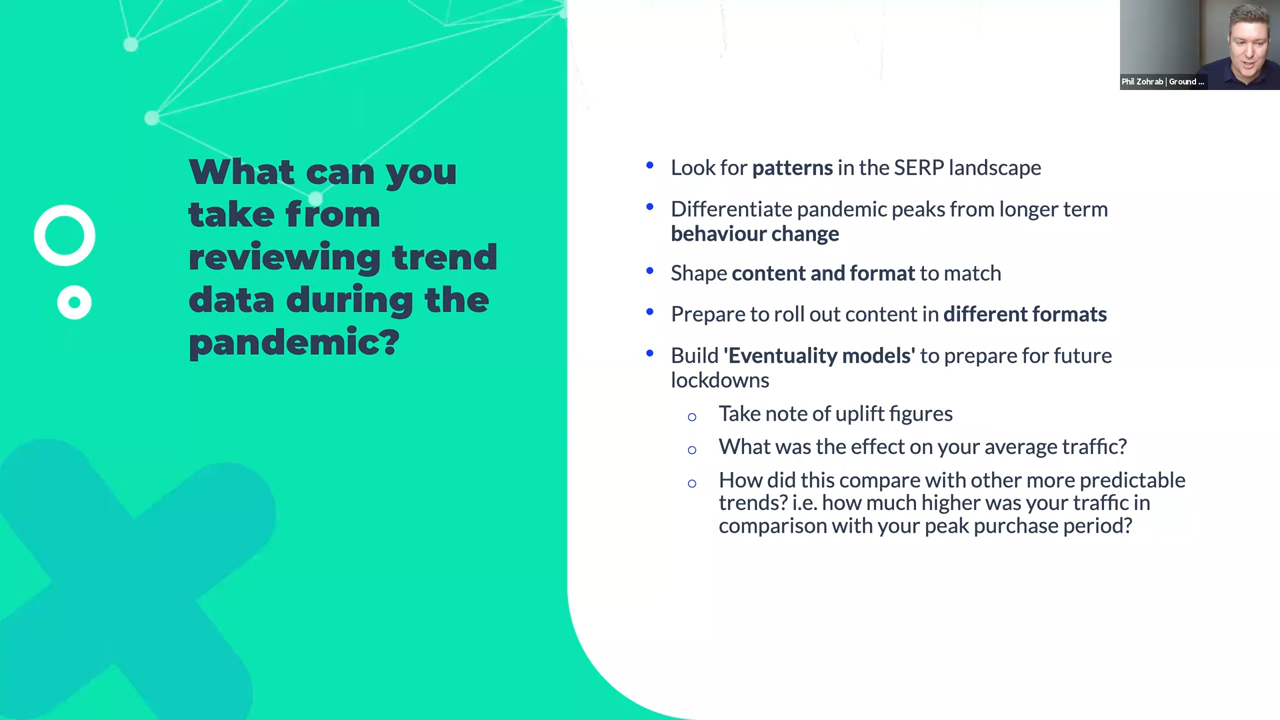 Phil Zohrab | Ground ...
What can you
take from
reviewing trend
data during the
pandemic?
• Look for patterns in the SERP landscape
• Differentiate pandemic peaks from longer term
behaviour change
• Shape content and format to match
• Prepare to roll out content in different formats
• Build 'Eventuality models' to prepare for future
lockdowns
o Take note of uplift figures
o What was the effect on your average traffic?
o How did this compare with other more predictable
trends? i.e. how much higher was your traffic in
comparison with your peak purchase period?